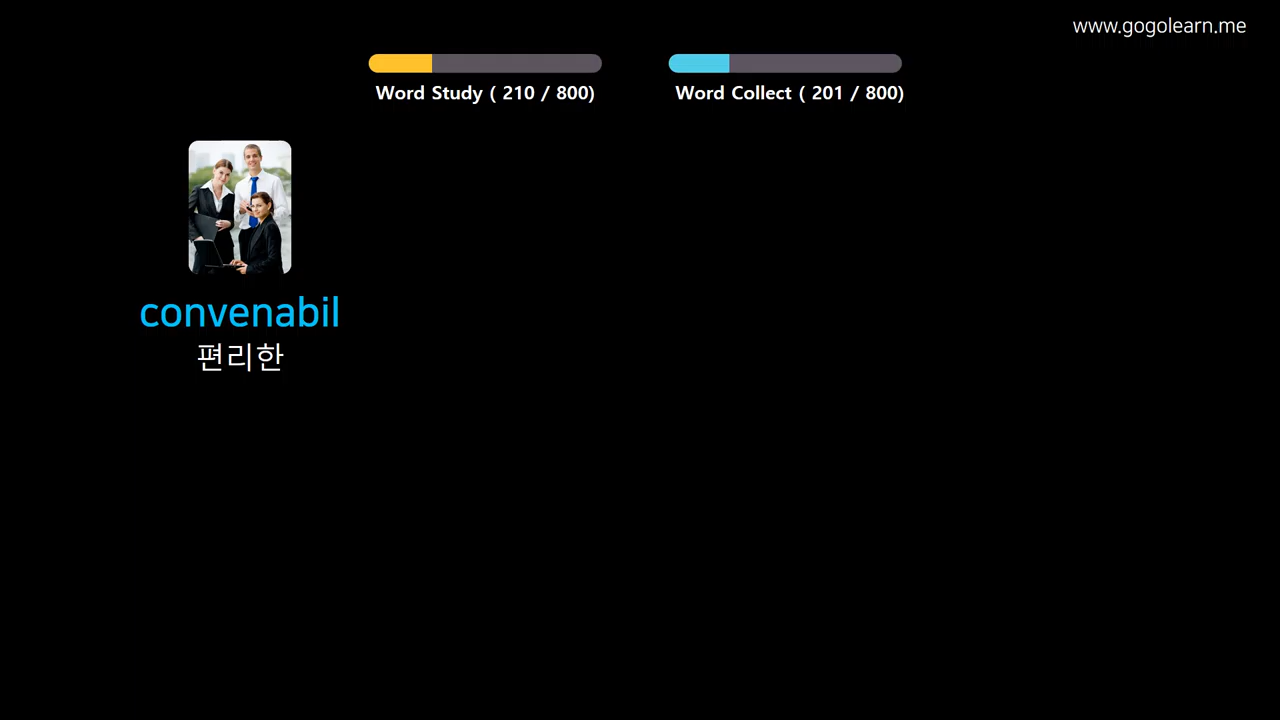 www.gogolearn.me
Word Study ( 210 / 800)
Word Collect ( 201 / 800)
convenabil
편리한